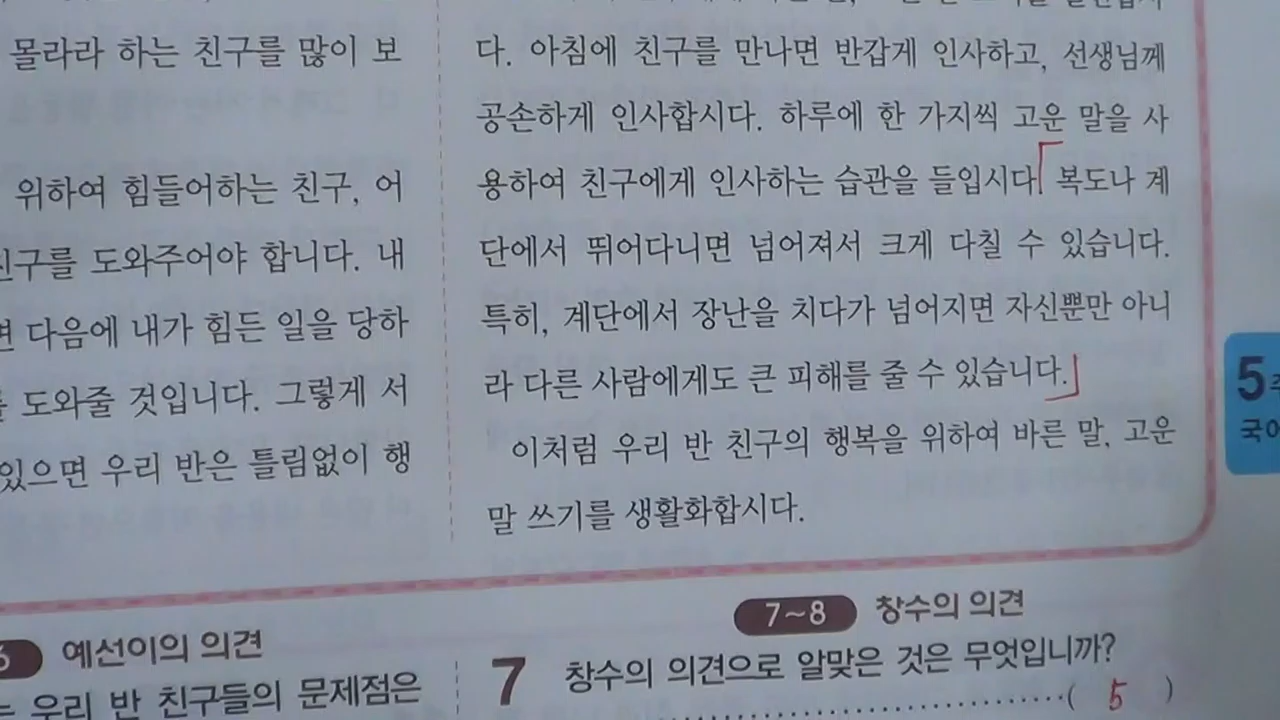 몰라라 하는 친구를 많이 보
위하여 힘들어하는 친구, 어
친구를 도와주어야 합니다. 내
면 다음에 내가 힘든 일을 당하
도와줄 것입니다. 그렇게 서
있으면 우리 반은 틀림없이 행
다. 아침에 친구를 만나면 반갑게 인사하고, 선생님께
공손하게 인사합시다. 하루에 한 가지씩 고운 말을 사
용하여 친구에게 인사하는 습관을 들입시다. 복도나 계
단에서 뛰어다니면 넘어져서 크게 다칠 수 있습니다.
특히, 계단에서 장난을 치다가 넘어지면 자신뿐만 아니
라 다른 사람에게도 큰 피해를 줄 수 있습니다.
이처럼 우리 반 친구의 행복을 위하여 바른 말, 고운
말 쓰기를 생활화합시다.
5주
국어
6 예선이의 의견
는 우리 반 친구들의 문제점은
7~8 창수의 의견
7 창수의 의견으로 알맞은 것은 무엇입니까?
( 5 )